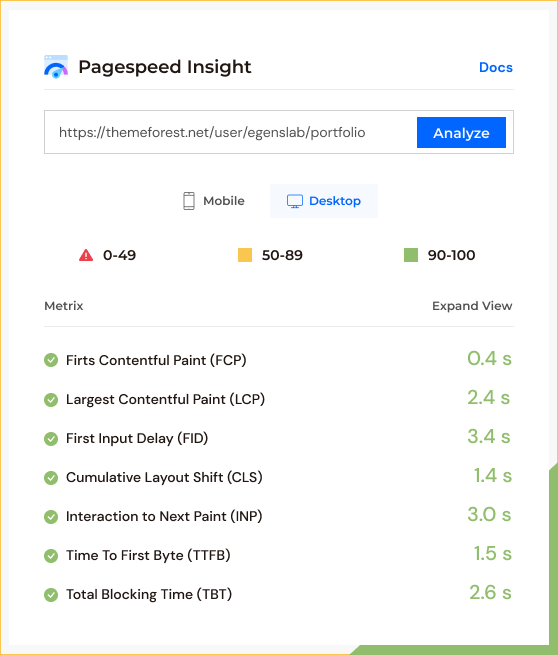 Pagespeed Insight
Docs
https://themeforest.net/user/egenslab/portfolio
Analyze
Mobile
Desktop
0-49
50-89
90-100
Metrix
Expand View
Firts Contentful Paint (FCP) 0.4 s
Largest Contentful Paint (LCP) 2.4 s
First Input Delay (FID) 3.4 s
Cumulative Layout Shift (CLS) 1.4 s
Interaction to Next Paint (INP) 3.0 s
Time To First Byte (TTFB) 1.5 s
Total Blocking Time (TBT) 2.6 s